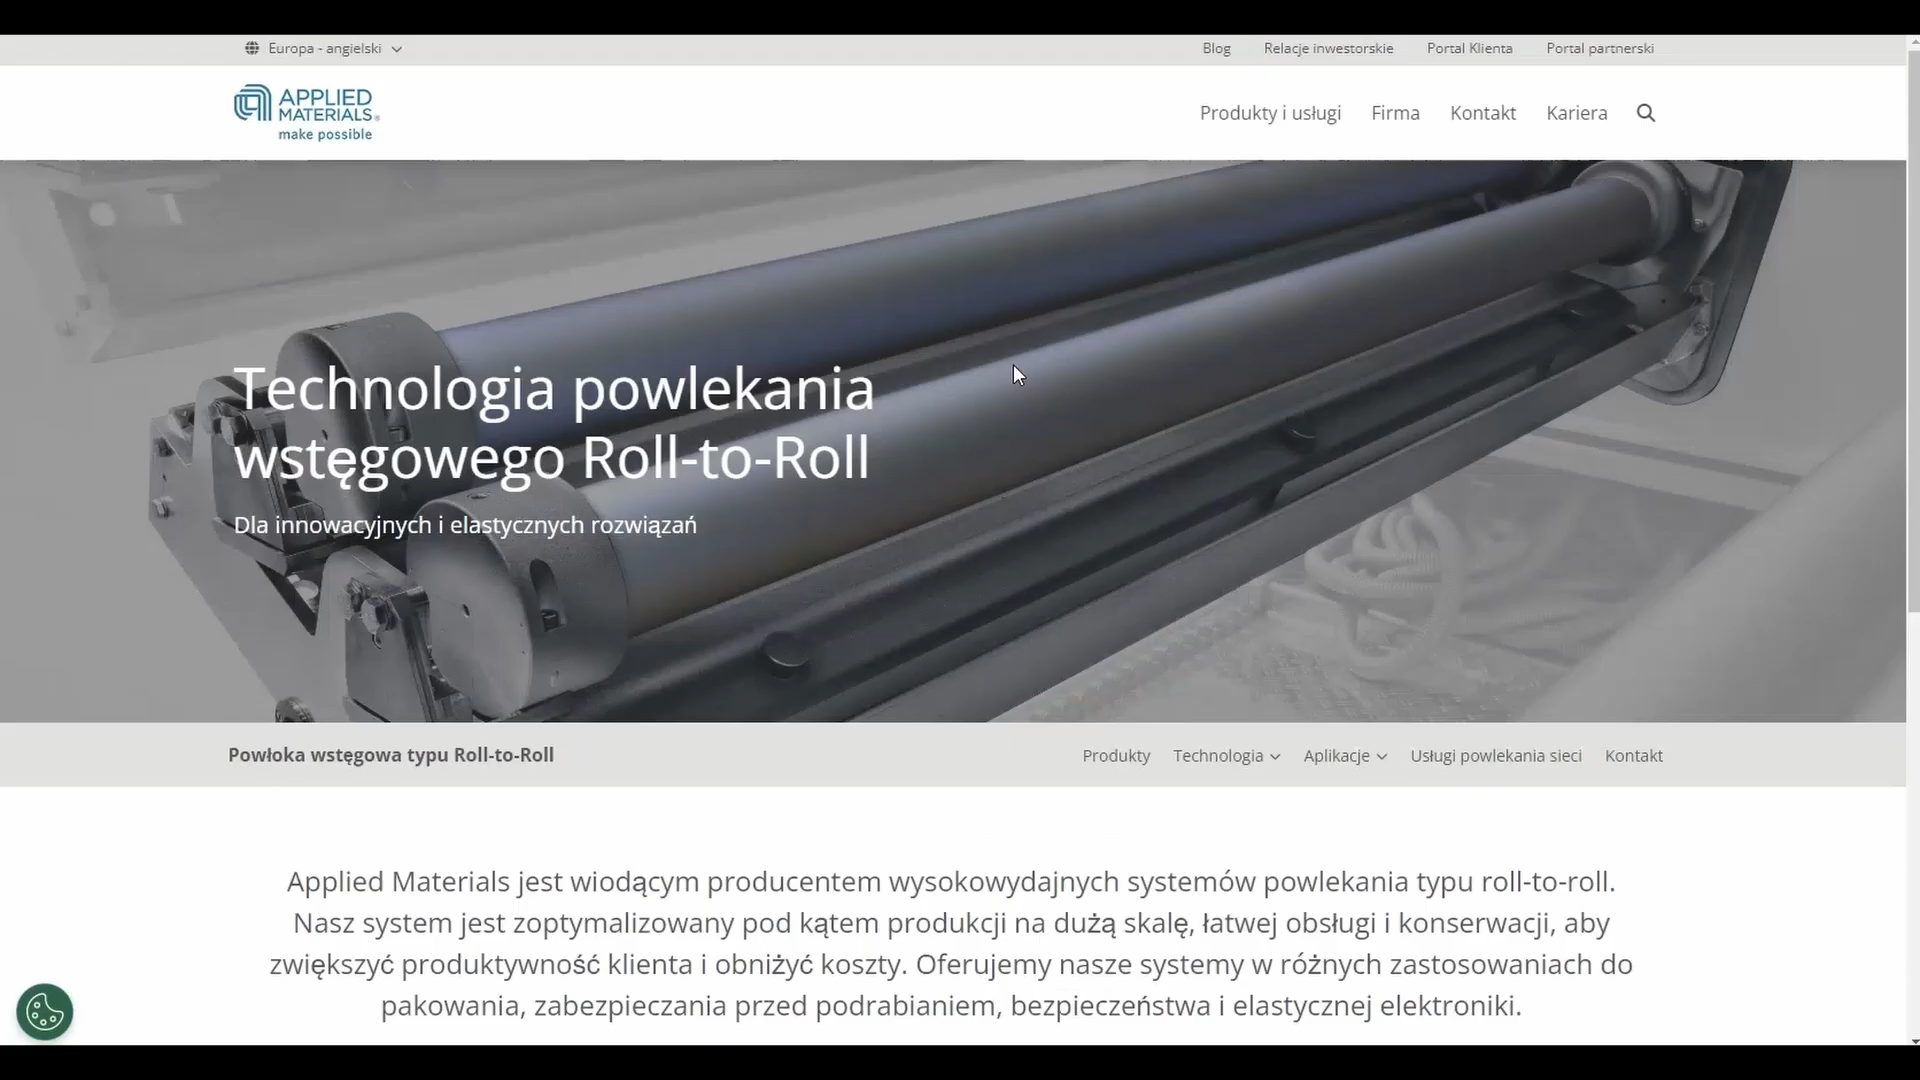 Europa - angielski
Blog
Relacje inwestorskie
Portal Klienta
Portal partnerski
APPLIED
MATERIALS®
make possible
Produkty i usługi
Firma
Kontakt
Kariera
Technologia powlekania
wstęgowego Roll-to-Roll
Dla innowacyjnych i elastycznych rozwiązań
Powłoka wstęgowa typu Roll-to-Roll
Produkty
Technologia
Aplikacje
Usługi powlekania sieci
Kontakt
Applied Materials jest wiodącym producentem wysokowydajnych systemów powlekania typu roll-to-roll.
Nasz system jest zoptymalizowany pod kątem produkcji na dużą skalę, łatwej obsługi i konserwacji, aby
zwiększyć produktywność klienta i obniżyć koszty. Oferujemy nasze systemy w różnych zastosowaniach do
pakowania, zabezpieczania przed podrabianiem, bezpieczeństwa i elastycznej elektroniki.